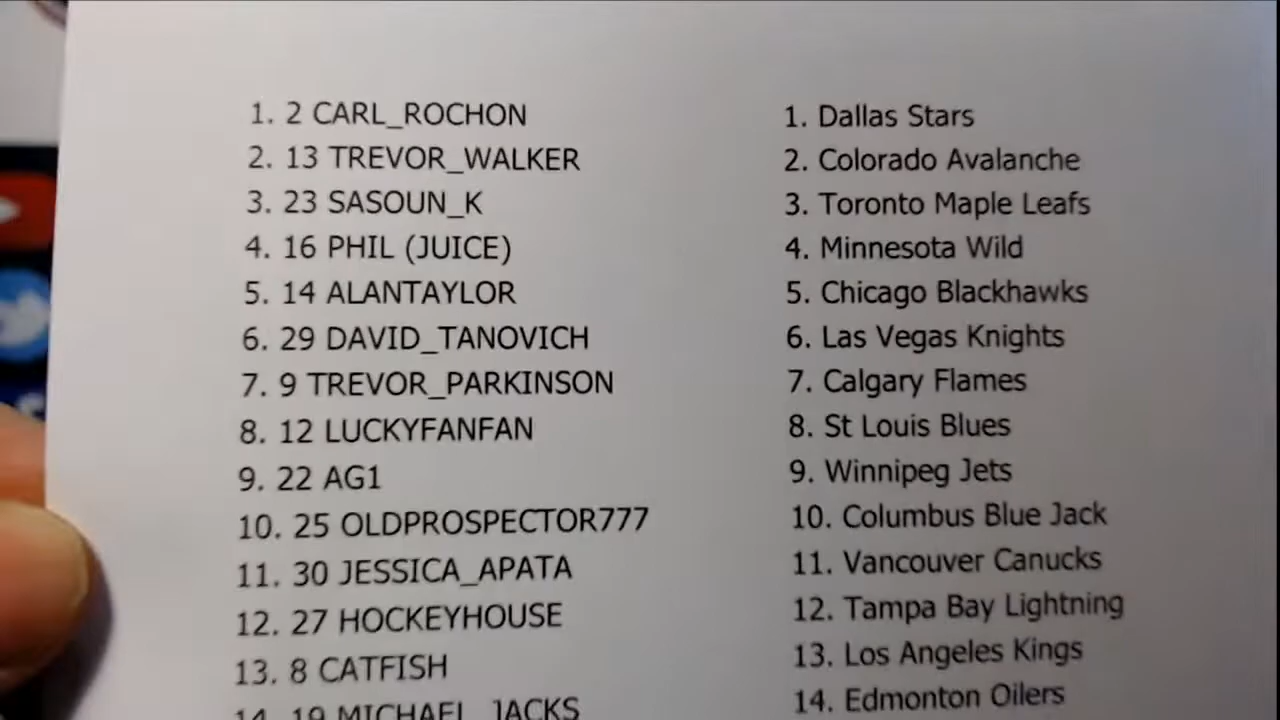 1. 2 CARL_ROCHON
2. 13 TREVOR_WALKER
3. 23 SASOUN_K
4. 16 PHIL (JUICE)
5. 14 ALANTAYLOR
6. 29 DAVID_TANOVICH
7. 9 TREVOR_PARKINSON
8. 12 LUCKYFANFAN
9. 22 AG1
10. 25 OLDPROSPECTOR777
11. 30 JESSICA_APATA
12. 27 HOCKEYHOUSE
13. 8 CATFISH
14. 19 MICHAEL_JACKS
1. Dallas Stars
2. Colorado Avalanche
3. Toronto Maple Leafs
4. Minnesota Wild
5. Chicago Blackhawks
6. Las Vegas Knights
7. Calgary Flames
8. St Louis Blues
9. Winnipeg Jets
10. Columbus Blue Jack
11. Vancouver Canucks
12. Tampa Bay Lightning
13. Los Angeles Kings
14. Edmonton Oilers